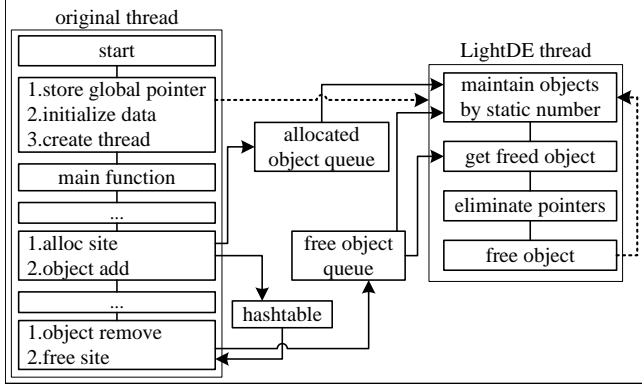 original thread
start
1.store global pointer
2.initialize data
3.create thread
main function
...
1.alloc site
2.object add
...
1.object remove
2.free site
allocated
object queue
free object
queue
hashtable
LightDE thread
maintain objects
by static number
get freed object
eliminate pointers
free object